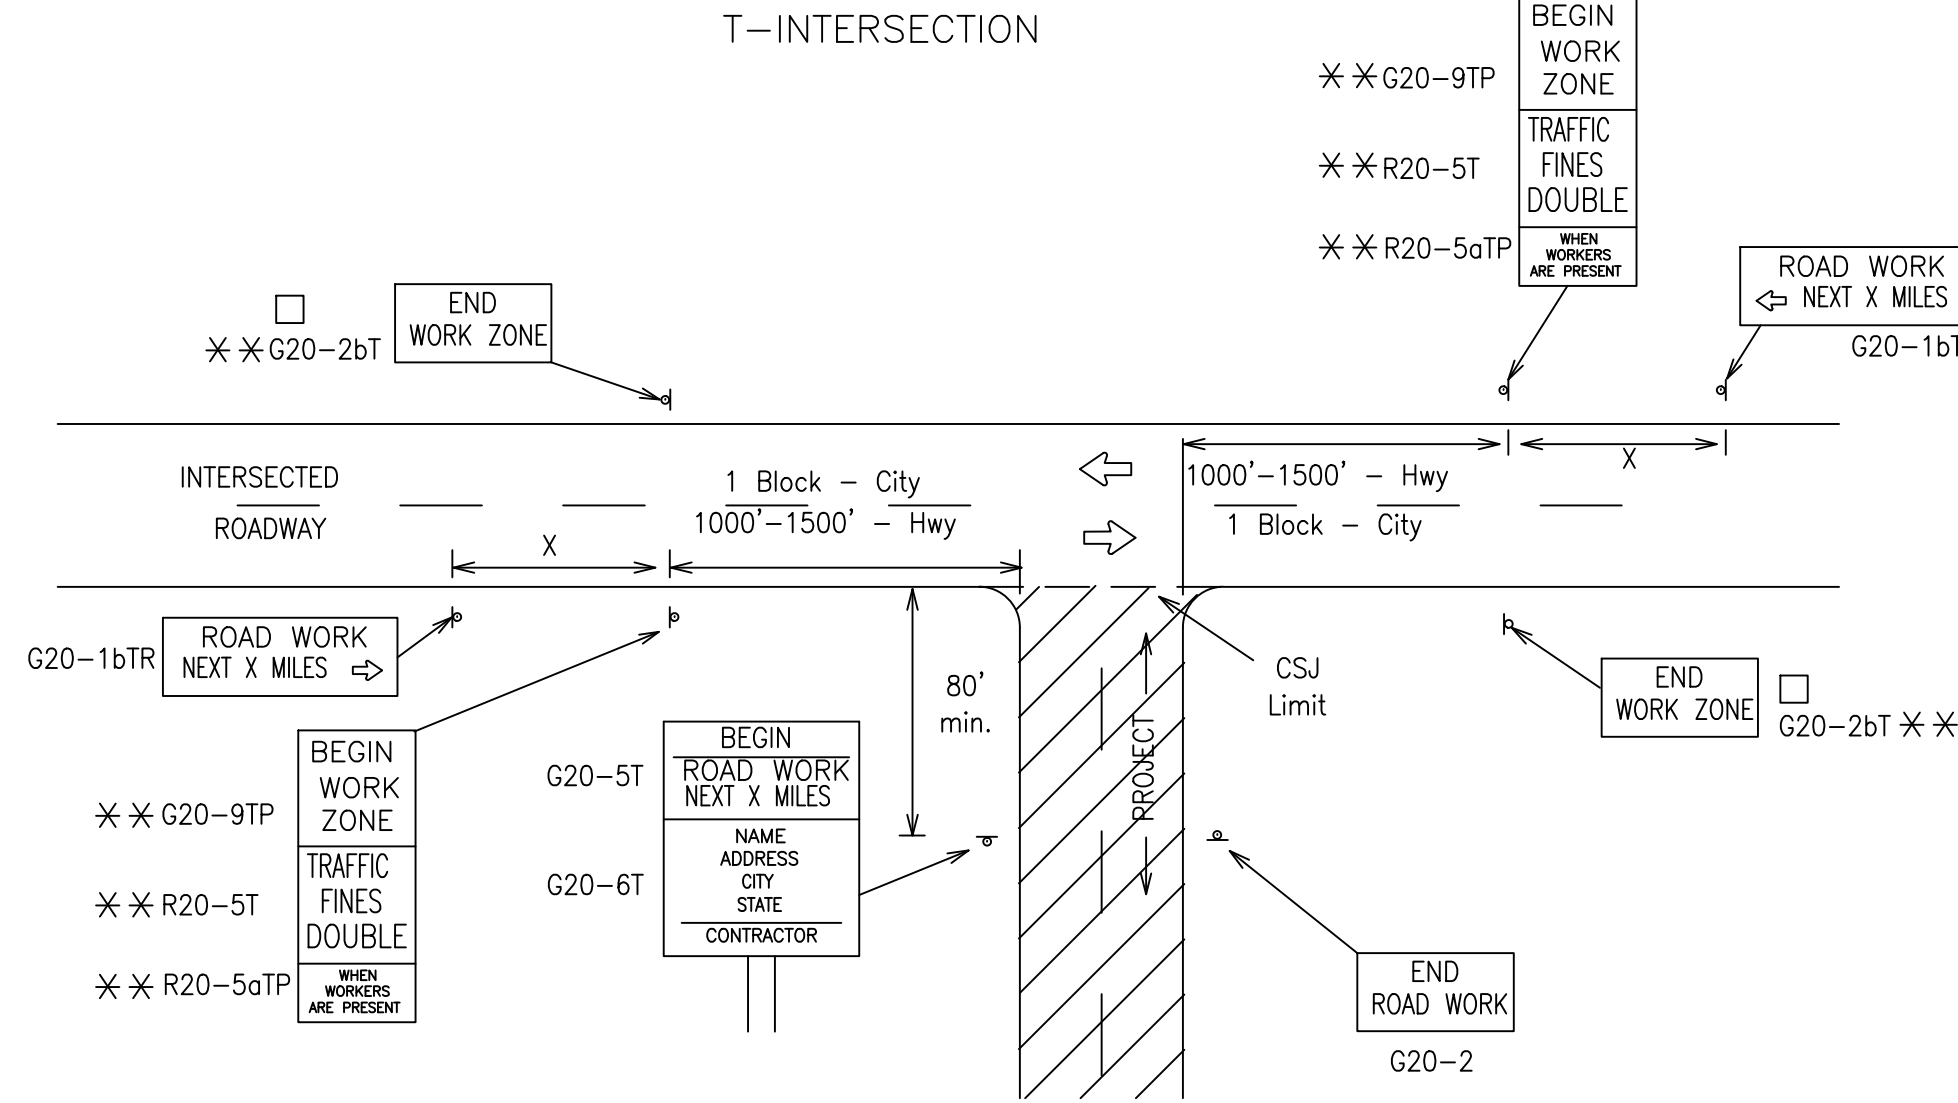 T-INTERSECTION
BEGIN
WORK
ZONE
** G20-9TP
TRAFFIC
FINES
DOUBLE
** R20-5T
WHEN
WORKERS
ARE PRESENT
** R20-5aTP
ROAD WORK
⇦ NEXT X MILES
G20-1bT
END
WORK ZONE
□
** G20-2bT
INTERSECTED
ROADWAY
1 Block - City
1000'-1500' - Hwy
X
1000'-1500' - Hwy
1 Block - City
X
ROAD WORK
NEXT X MILES ⇨
G20-1bTR
80'
min.
CSJ
Limit
PROJECT
END
WORK ZONE
□
G20-2bT **
BEGIN
WORK
ZONE
** G20-9TP
TRAFFIC
FINES
DOUBLE
** R20-5T
WHEN
WORKERS
ARE PRESENT
** R20-5aTP
BEGIN
ROAD WORK
NEXT X MILES
G20-5T
NAME
ADDRESS
CITY
STATE
CONTRACTOR
G20-6T
END
ROAD WORK
G20-2